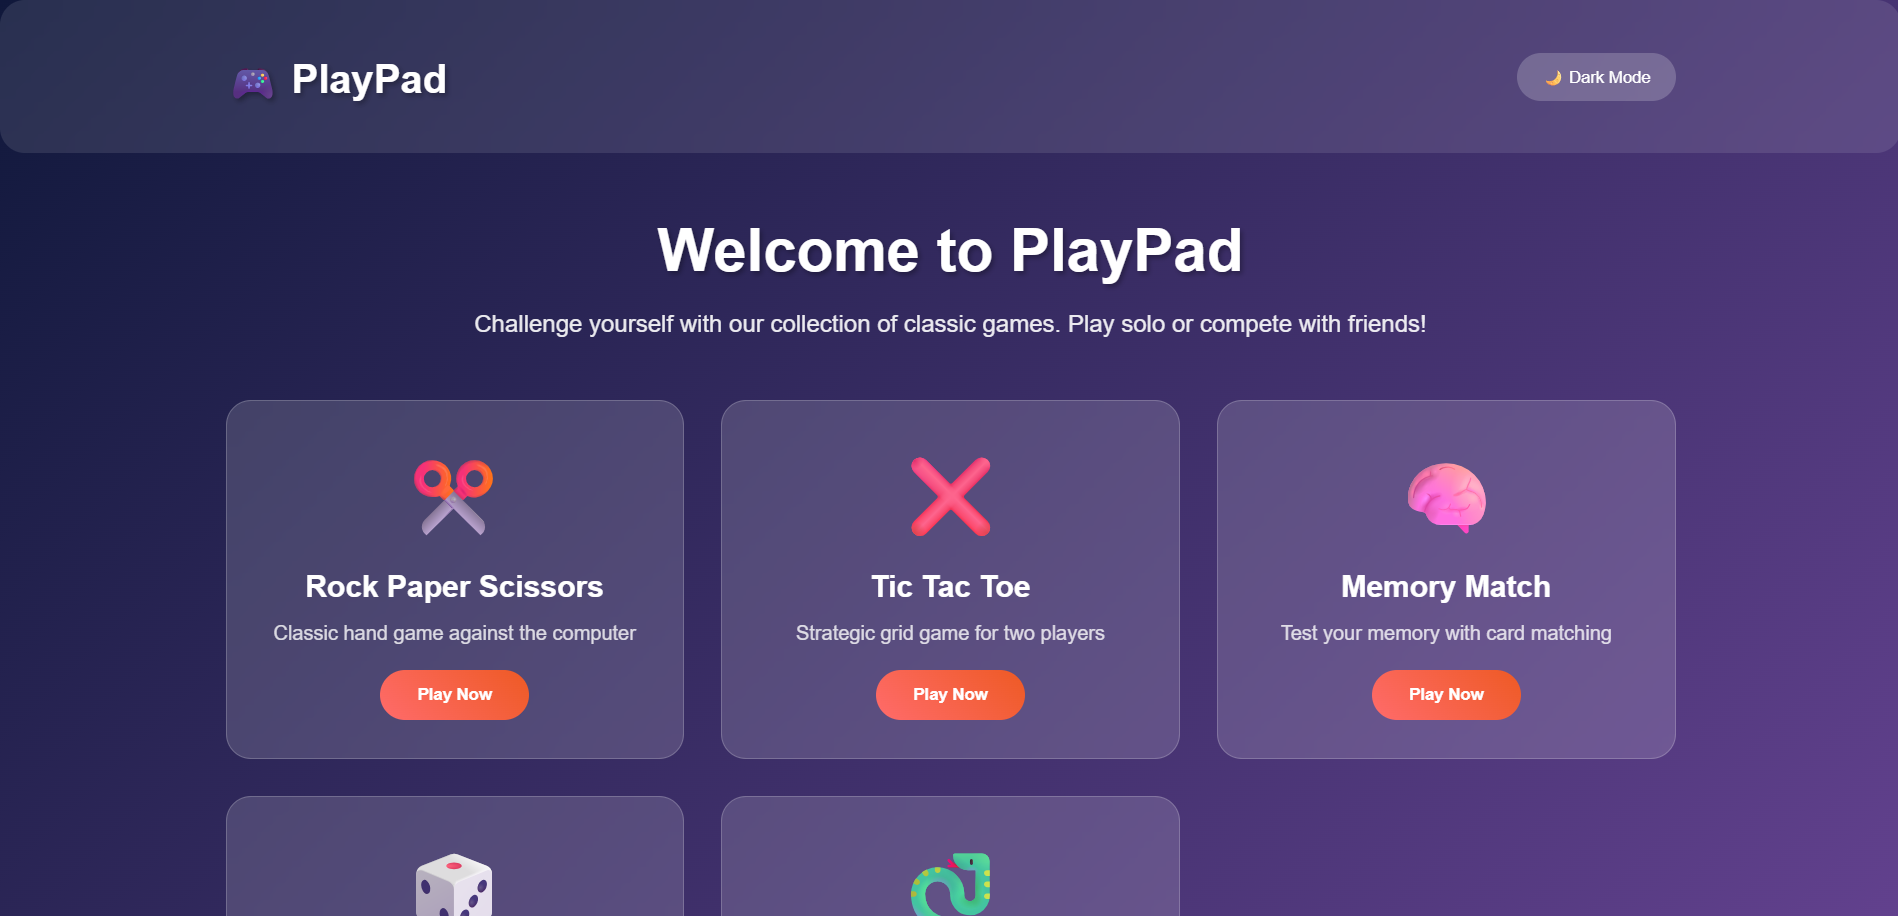 PlayPad
Dark Mode
Welcome to PlayPad
Challenge yourself with our collection of classic games. Play solo or compete with friends!
Rock Paper Scissors
Classic hand game against the computer
Play Now
Tic Tac Toe
Strategic grid game for two players
Play Now
Memory Match
Test your memory with card matching
Play Now